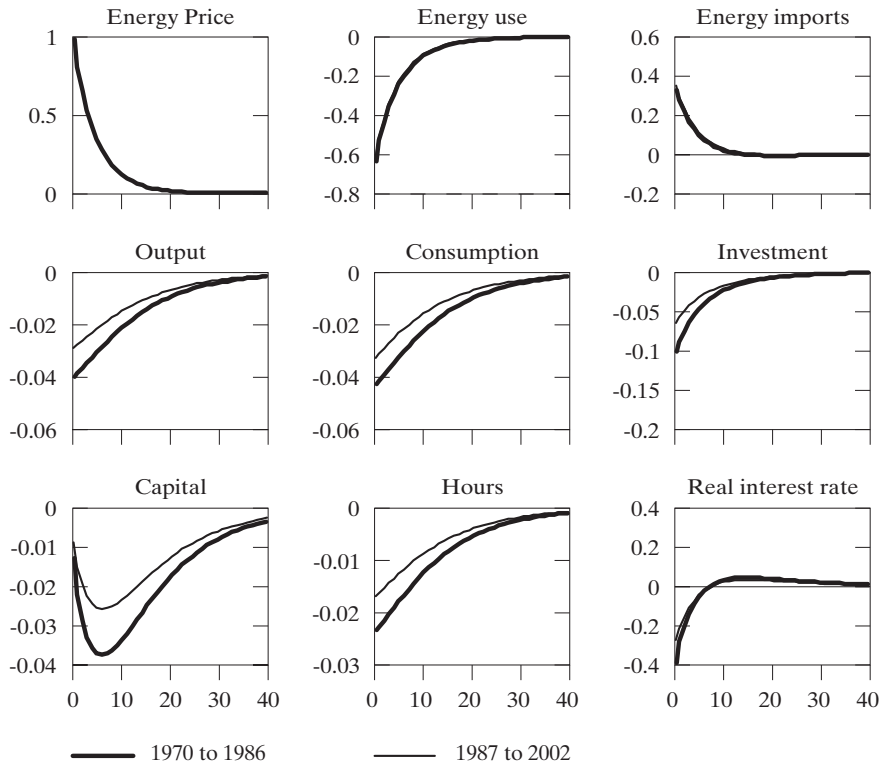 Energy Price
Energy use
Energy imports
1
0.5
0
0
-0.2
-0.4
-0.6
-0.8
0.6
0.4
0.2
0
-0.2
Output
Consumption
Investment
0
-0.02
-0.04
-0.06
0
-0.02
-0.04
-0.06
0
-0.05
-0.1
-0.15
-0.2
Capital
Hours
Real interest rate
0
-0.01
-0.02
-0.03
-0.04
0
-0.01
-0.02
-0.03
0.4
0.2
0
-0.2
-0.4
0 10 20 30 40
0 10 20 30 40
0 10 20 30 40
1970 to 1986
1987 to 2002